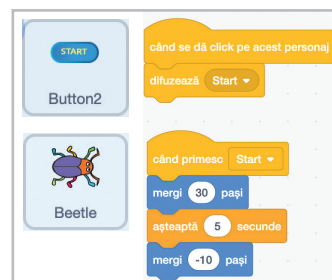 START
Button2
când se dă click pe acest personaj
difuzează Start
Beetle
când primesc Start
mergi 30 pași
așteaptă 5 secunde
mergi -10 pași